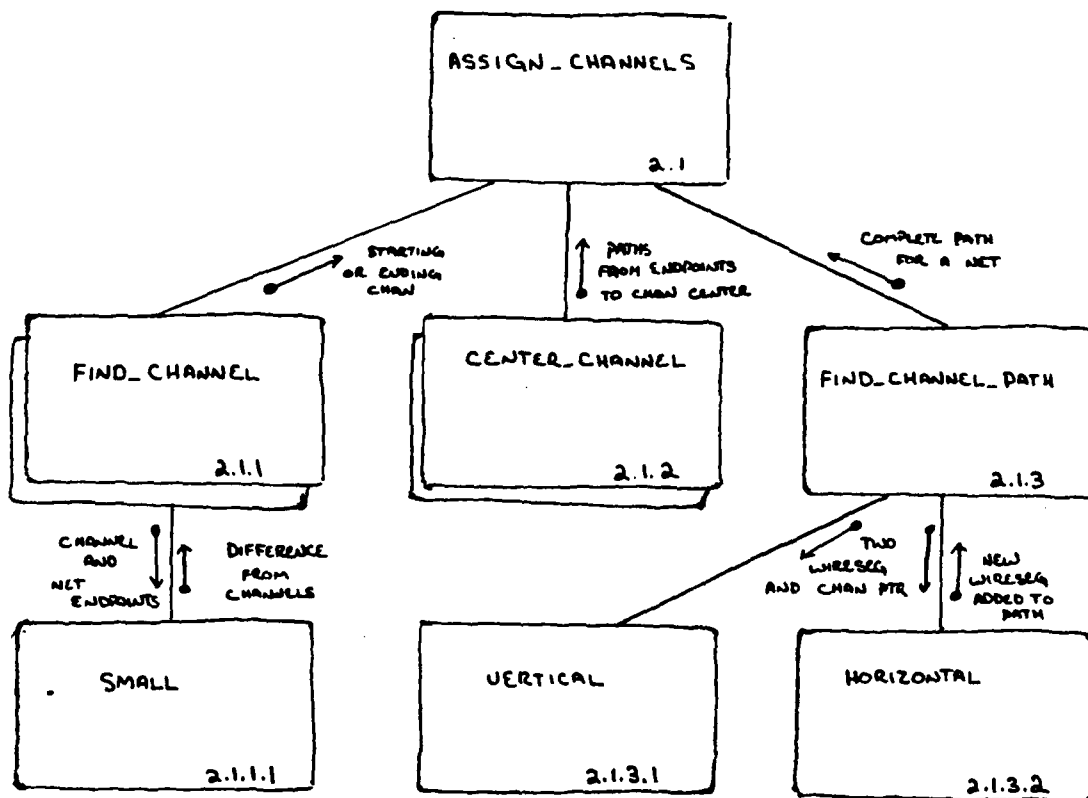 ASSIGN_CHANNELS
2.1
STARTING
OR ENDING
CHAN
PATHS
FROM ENDPOINTS
TO CHAN CENTER
COMPLETE PATH
FOR A NET
FIND_CHANNEL
2.1.1
CENTER_CHANNEL
2.1.2
FIND_CHANNEL_PATH
2.1.3
CHANNEL
AND
NET
ENDPOINTS
DIFFERENCE
FROM
CHANNELS
TWO
WIRESEG
AND CHAN PTR
NEW
WIRESEG
ADDED TO
PATH
SMALL
2.1.1.1
VERTICAL
2.1.3.1
HORIZONTAL
2.1.3.2